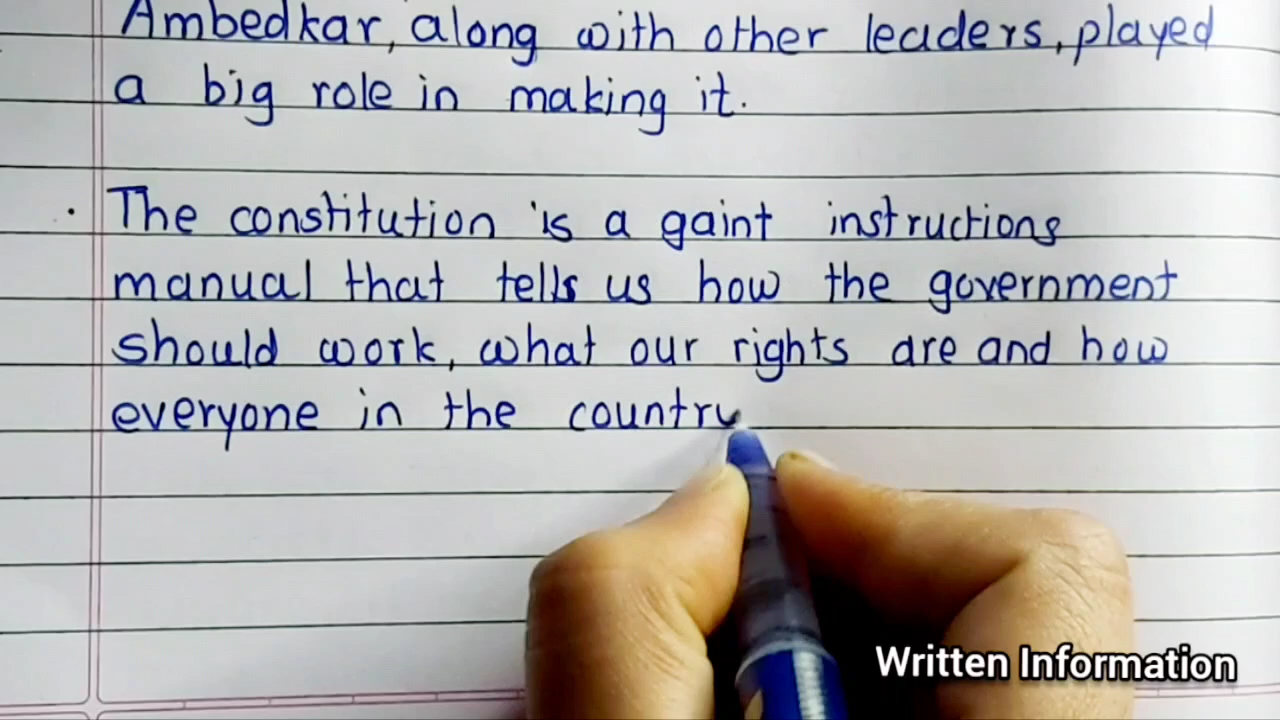 Ambedkar, along with other leaders, played
a big role in making it.
. The constitution is a gaint instructions
manual that tells us how the government
should work, what our rights are and how
everyone in the country
Written Information